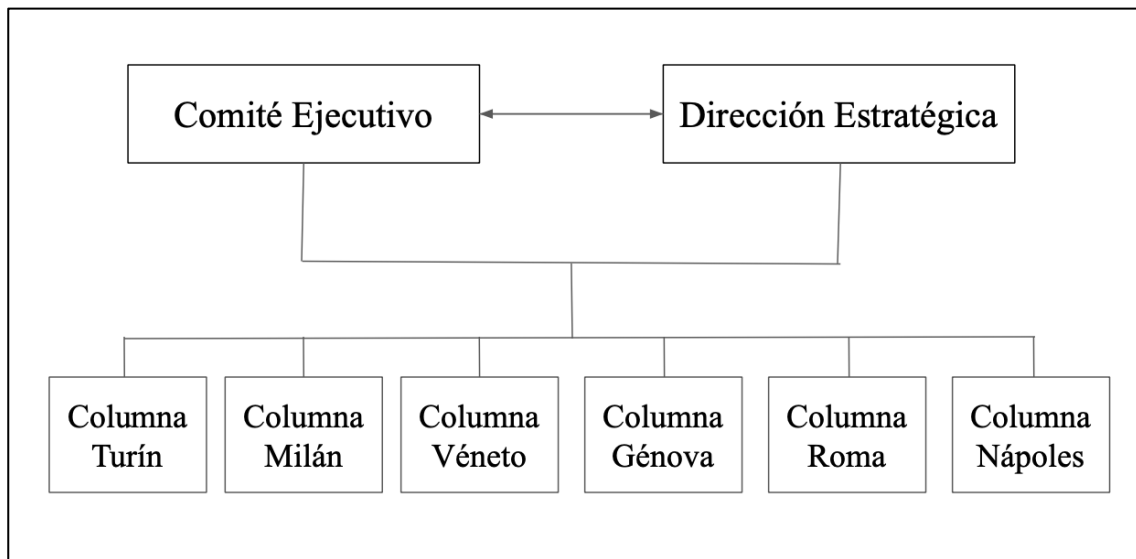 Comité Ejecutivo
Dirección Estratégica
Columna
Turín
Columna
Milán
Columna
Véneto
Columna
Génova
Columna
Roma
Columna
Nápoles